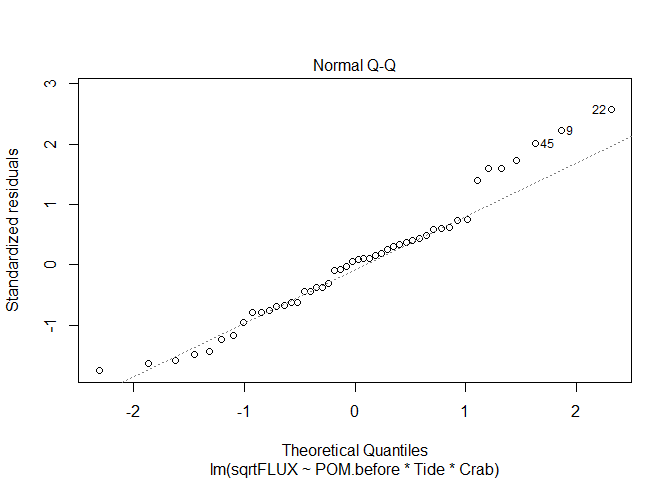 Normal Q-Q
Standardized residuals
3
2
1
0
-1
22
9
45
-2 -1 0 1 2
Theoretical Quantiles
lm(sqrtFLUX ~ POM.before * Tide * Crab)